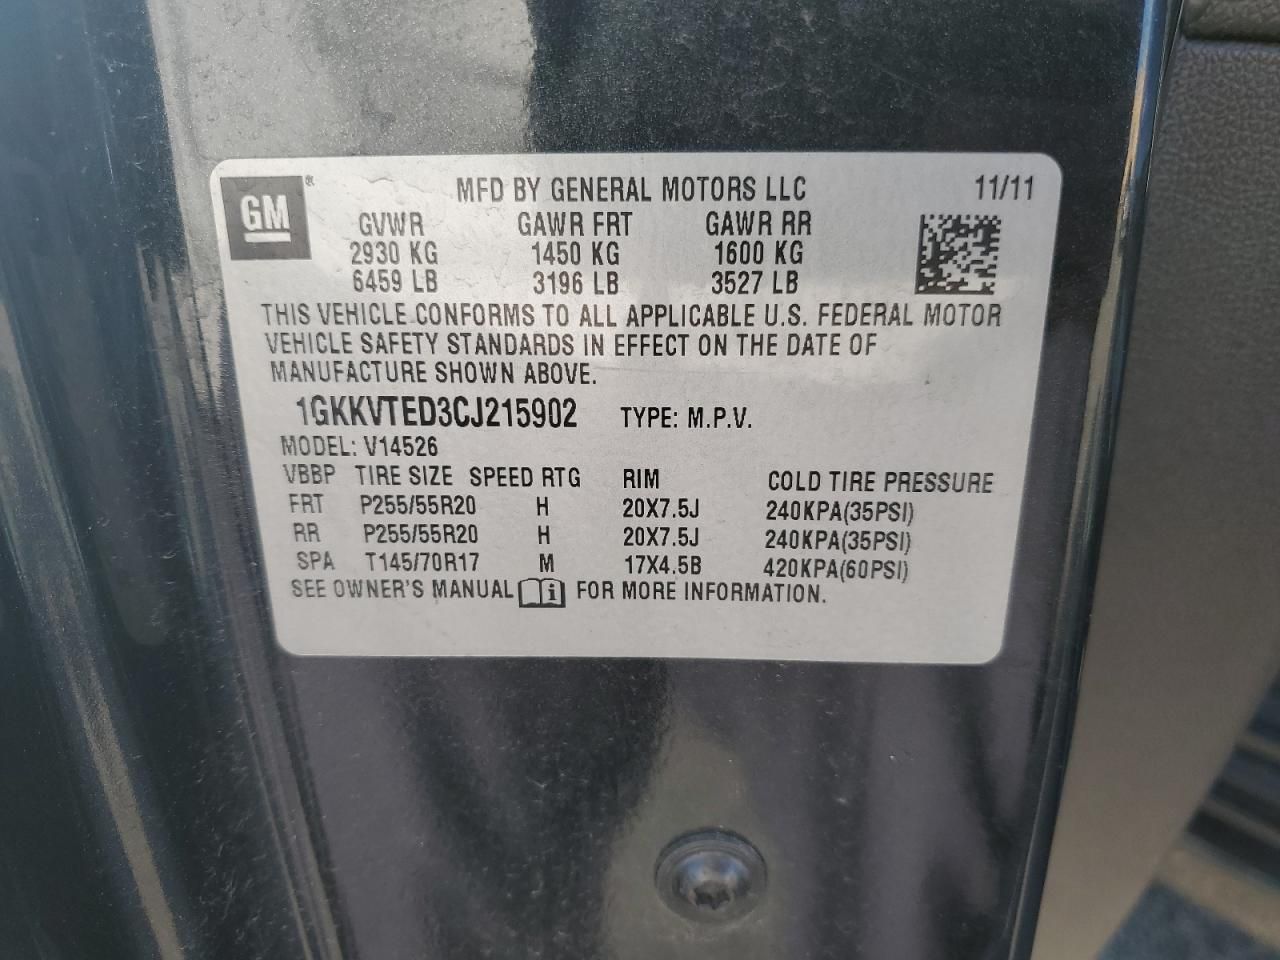 GM ® MFD BY GENERAL MOTORS LLC 11/11
GVWR GAWR FRT GAWR RR
2930 KG 1450 KG 1600 KG
6459 LB 3196 LB 3527 LB
THIS VEHICLE CONFORMS TO ALL APPLICABLE U.S. FEDERAL MOTOR
VEHICLE SAFETY STANDARDS IN EFFECT ON THE DATE OF
MANUFACTURE SHOWN ABOVE.
1GKKVTED3CJ215902 TYPE: M.P.V.
MODEL: V14526
VBBP TIRE SIZE SPEED RTG RIM COLD TIRE PRESSURE
FRT P255/55R20 H 20X7.5J 240KPA(35PSI)
RR P255/55R20 H 20X7.5J 240KPA(35PSI)
SPA T145/70R17 M 17X4.5B 420KPA(60PSI)
SEE OWNER'S MANUAL i FOR MORE INFORMATION.